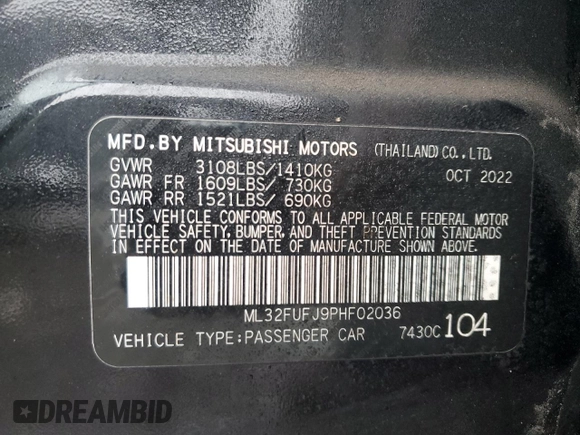 MFD.BY MITSUBISHI MOTORS (THAILAND) CO., LTD.
GVWR 3108LBS/1410KG OCT 2022
GAWR FR 1609LBS/ 730KG
GAWR RR 1521LBS/ 690KG
THIS VEHICLE CONFORMS TO ALL APPLICABLE FEDERAL MOTOR
VEHICLE SAFETY, BUMPER, AND THEFT PREVENTION STANDARDS
IN EFFECT ON THE DATE OF MANUFACTURE SHOWN ABOVE.
ML32FUFJ9PHF02036
VEHICLE TYPE:PASSENGER CAR 7430C 104
DREAMBID